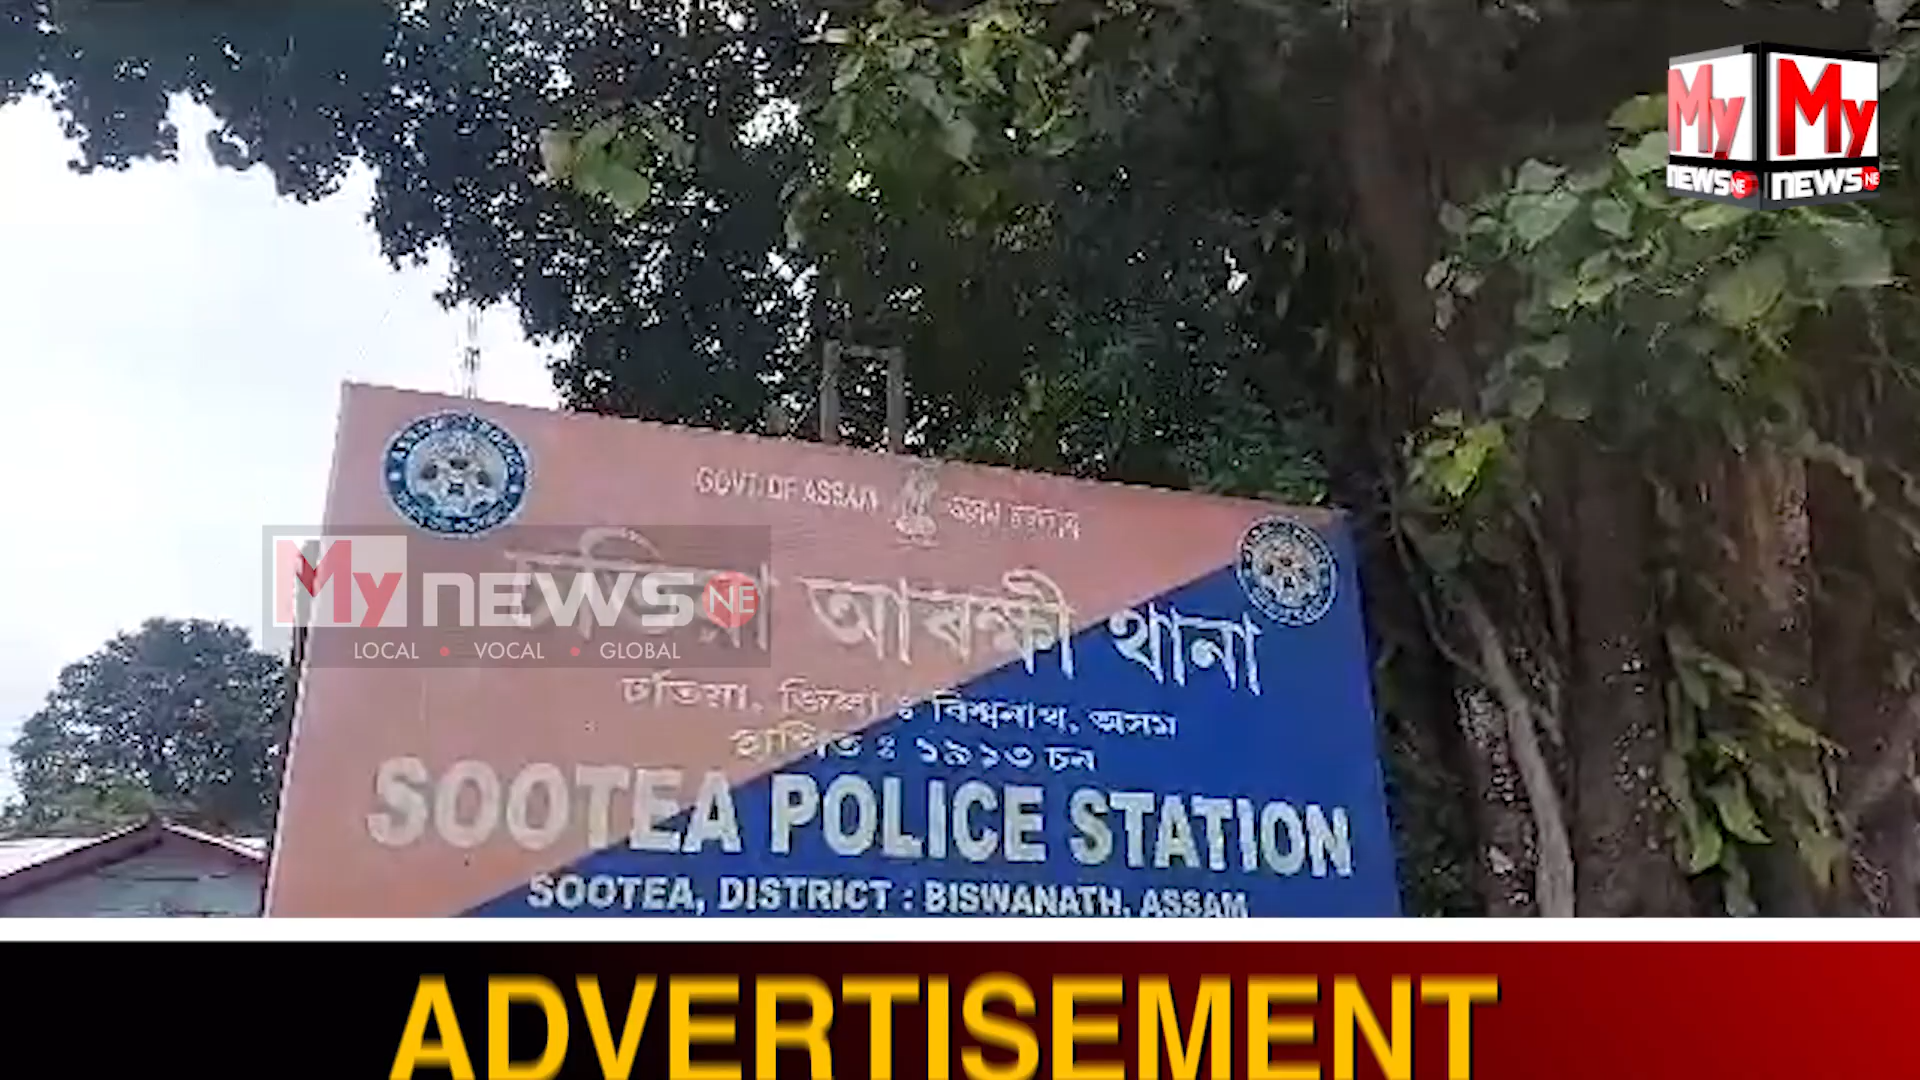 My My
NEWS NE NEWS NE
GOVT. OF ASSAM অসম চৰকাৰ
My NEWS NE
LOCAL • VOCAL • GLOBAL
আৰক্ষী থানা
চতিয়া, জিলা : বিশ্বনাথ, অসম
স্থাপিত : ১৯১৩ চন
SOOTEA POLICE STATION
SOOTEA, DISTRICT : BISWANATH, ASSAM
ADVERTISEMENT